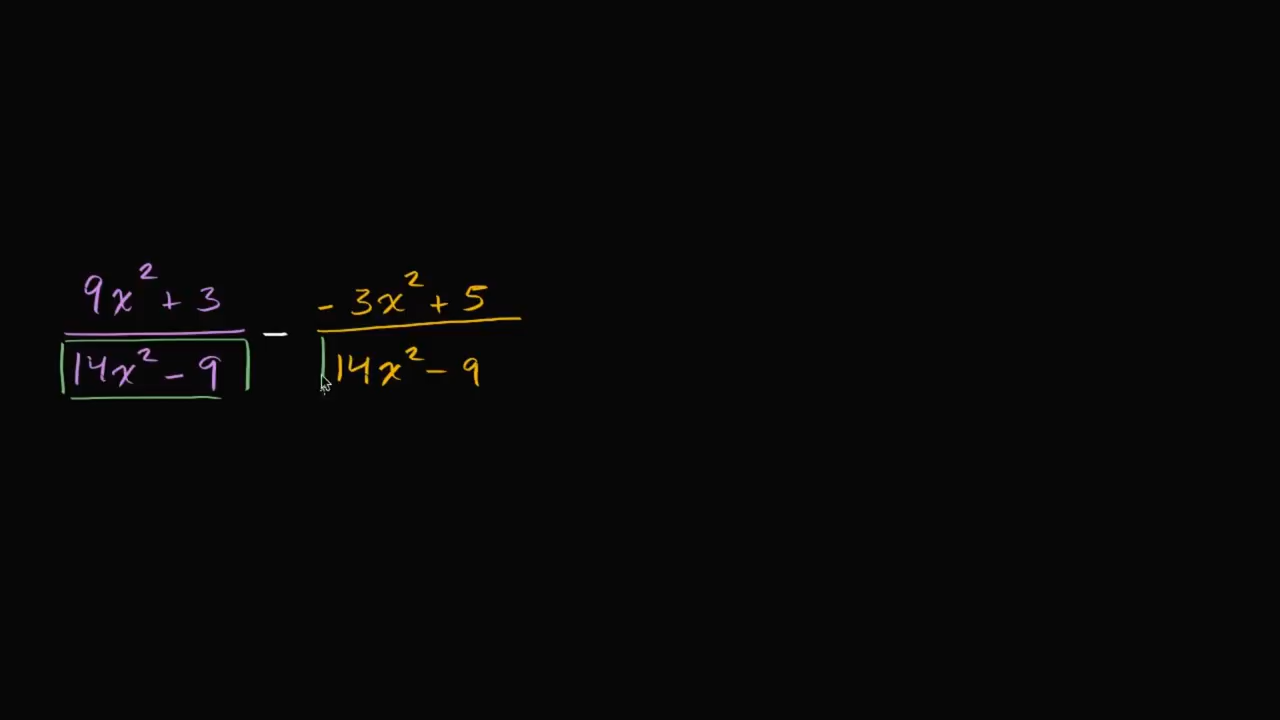 9x² + 3 / 14x² - 9 - -3x² + 5 / 14x² - 9